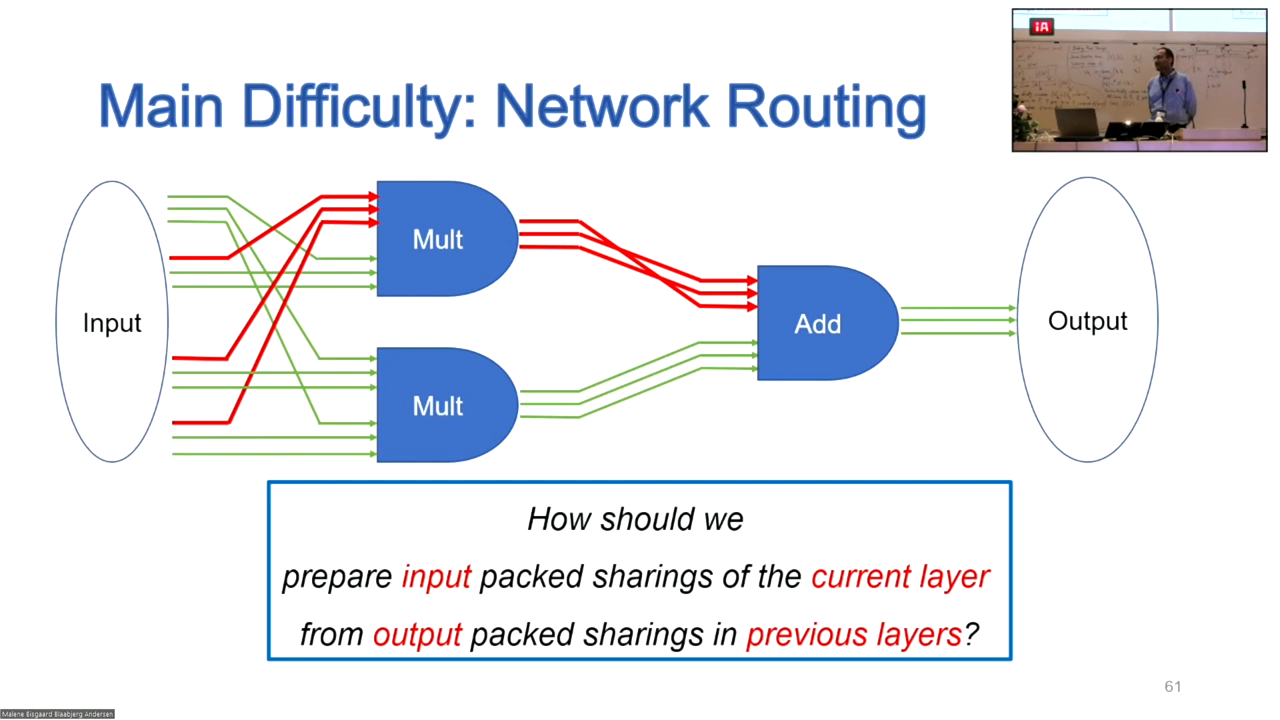 iA
Main Difficulty: Network Routing
Input
Mult
Mult
Add
Output
How should we
prepare input packed sharings of the current layer
from output packed sharings in previous layers?
61
Malene Eisgaard Blaabjerg Andersen